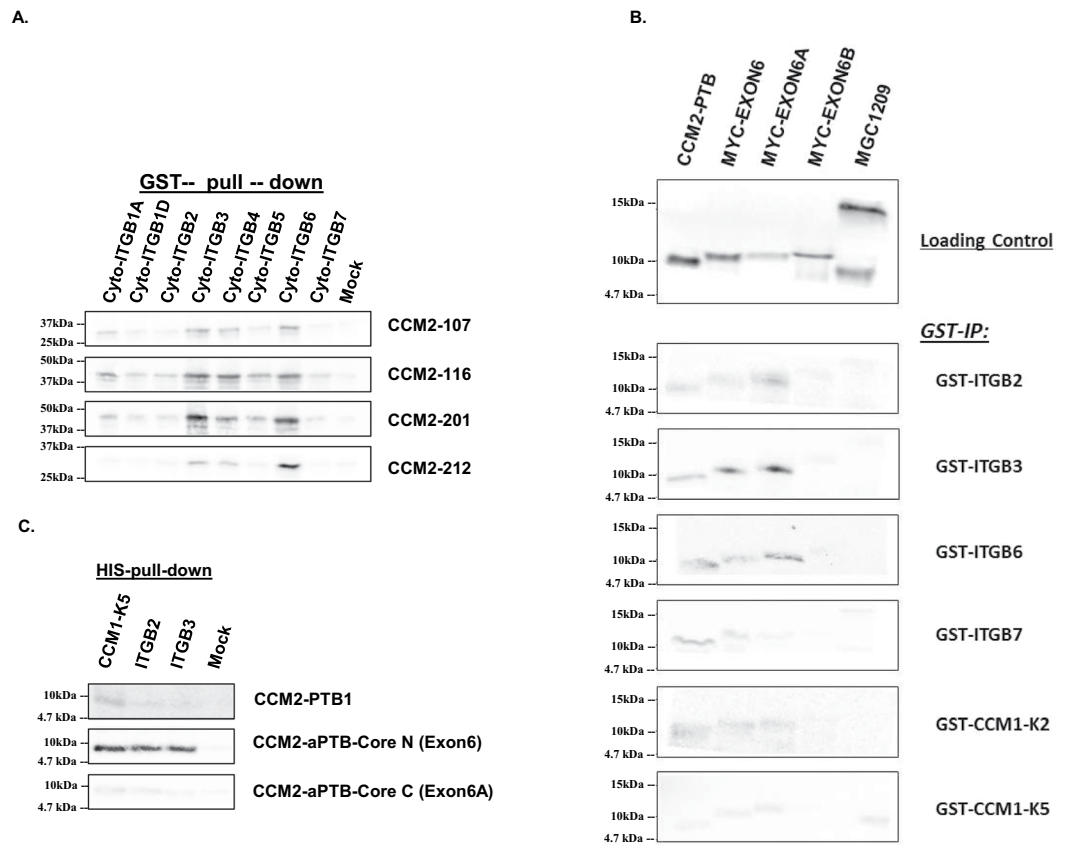 A.
GST-- pull -- down
Cyto-ITGB1A
Cyto-ITGB1D
Cyto-ITGB2
Cyto-ITGB3
Cyto-ITGB4
Cyto-ITGB5
Cyto-ITGB6
Cyto-ITGB7
Mock
37kDa --
25kDa --
CCM2-107
50kDa --
37kDa --
CCM2-116
50kDa --
37kDa --
CCM2-201
37kDa --
25kDa --
CCM2-212
B.
CCM2-PTB
MYC-EXON6
MYC-EXON6A
MYC-EXON6B
MGC1209
15kDa --
10kDa --
4.7 kDa --
Loading Control
GST-IP:
15kDa --
10kDa --
4.7 kDa --
GST-ITGB2
15kDa --
10kDa --
4.7 kDa --
GST-ITGB3
15kDa --
10kDa --
4.7 kDa --
GST-ITGB6
15kDa --
10kDa --
4.7 kDa --
GST-ITGB7
15kDa --
10kDa --
4.7 kDa --
GST-CCM1-K2
15kDa --
10kDa --
4.7 kDa --
GST-CCM1-K5
C.
HIS-pull-down
CCM1-K5
ITGB2
ITGB3
Mock
10kDa --
4.7 kDa --
CCM2-PTB1
10kDa --
4.7 kDa --
CCM2-aPTB-Core N (Exon6)
10kDa --
4.7 kDa --
CCM2-aPTB-Core C (Exon6A)